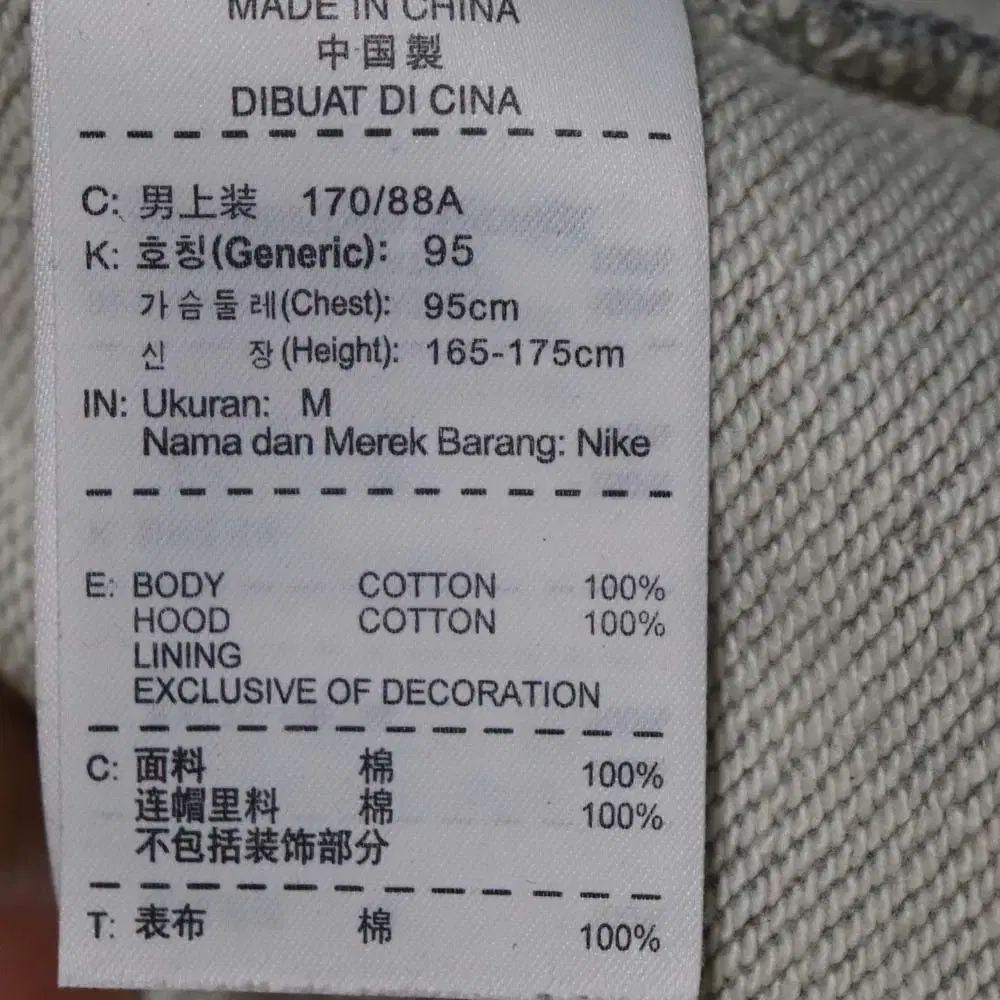 MADE IN CHINA
中国製
DIBUAT DI CINA
C: 男上装 170/88A
K: 호칭(Generic): 95
가슴둘레(Chest): 95cm
신 장(Height): 165-175cm
IN: Ukuran: M
Nama dan Merek Barang: Nike
E: BODY COTTON 100%
HOOD COTTON 100%
LINING
EXCLUSIVE OF DECORATION
C: 面料 棉 100%
连帽里料 棉 100%
不包括装饰部分
T: 表布 棉 100%